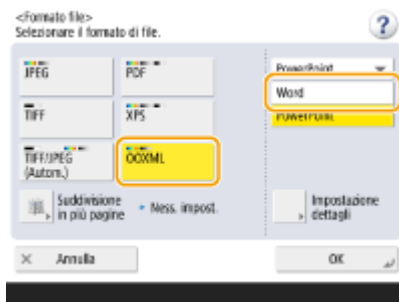 <Formato file>
Selezionare il formato di file.
?
JPEG
PDF
PowerPoint
Word
TIFF
XPS
PowerPoint
TIFF/JPEG
(Autom.)
OOXML
Suddivisione
in più pagine
Ness. impost.
Impostazione
dettagli
× Annulla
OK